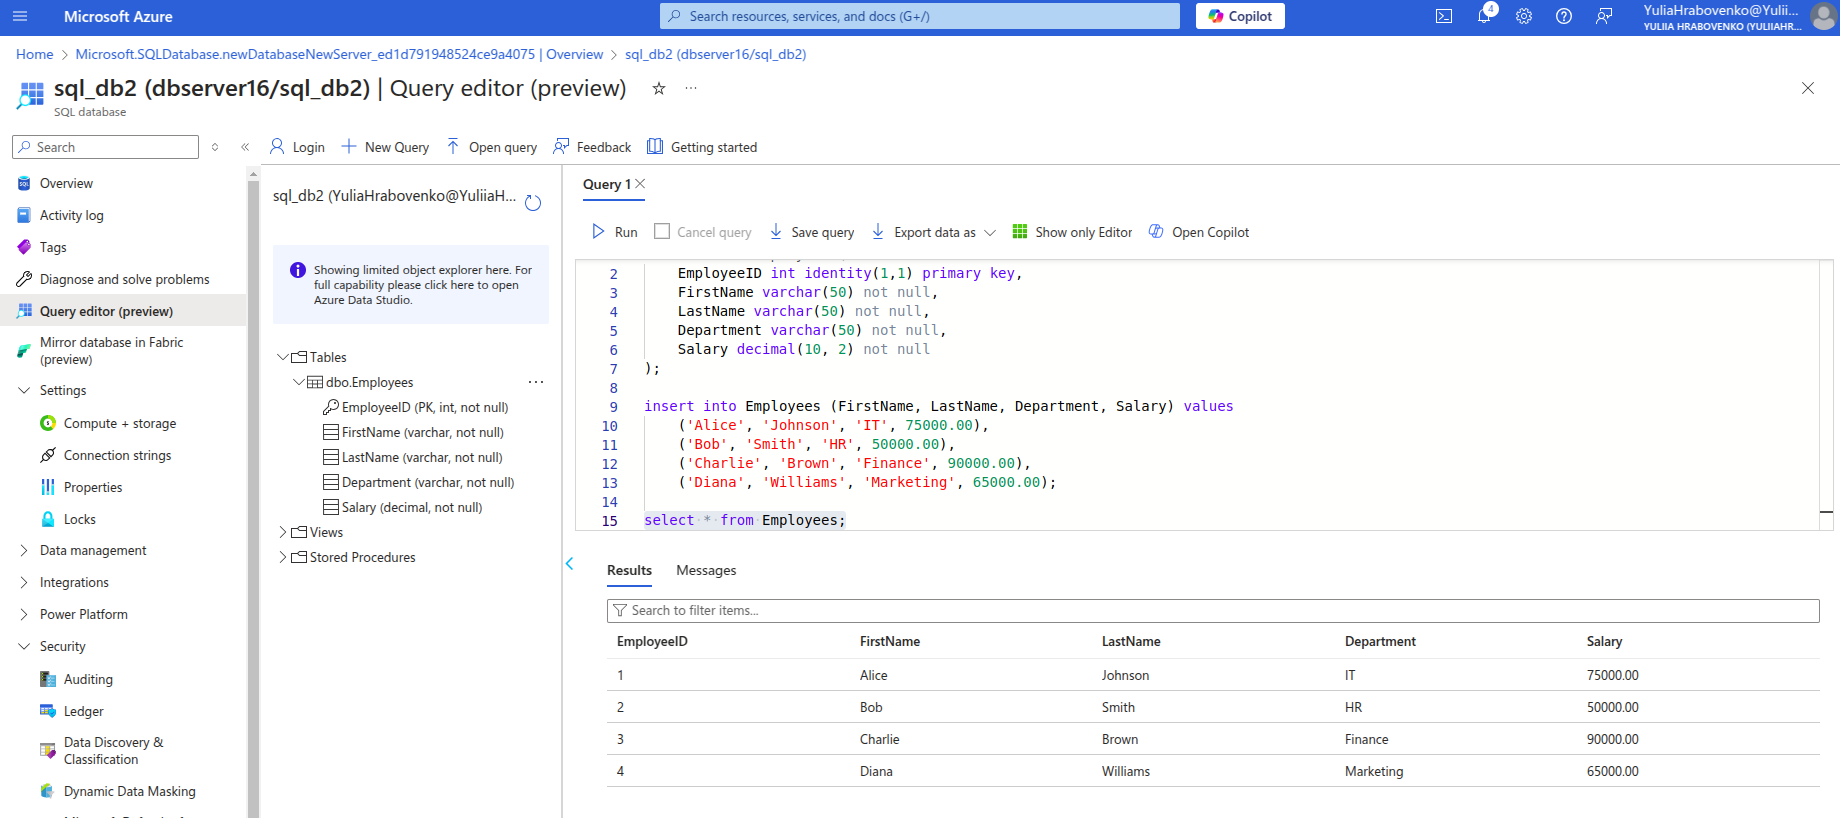 Microsoft Azure
Search resources, services, and docs (G+/)
Copilot
4
YuliaHrabovenko@Yulii...
YULIIA HRABOVENKO (YULIIAHR...
Home > Microsoft.SQLDatabase.newDatabaseNewServer_ed1d791948524ce9a4075 | Overview > sql_db2 (dbserver16/sql_db2)
sql_db2 (dbserver16/sql_db2) | Query editor (preview)
SQL database
Search
Login
New Query
Open query
Feedback
Getting started
Overview
Activity log
Tags
Diagnose and solve problems
Query editor (preview)
Mirror database in Fabric
(preview)
Settings
Compute + storage
Connection strings
Properties
Locks
Data management
Integrations
Power Platform
Security
Auditing
Ledger
Data Discovery &
Classification
Dynamic Data Masking
sql_db2 (YuliaHrabovenko@YuliiaH...
Showing limited object explorer here. For
full capability please click here to open
Azure Data Studio.
Tables
dbo.Employees
EmployeeID (PK, int, not null)
FirstName (varchar, not null)
LastName (varchar, not null)
Department (varchar, not null)
Salary (decimal, not null)
Views
Stored Procedures
Query 1
Run
Cancel query
Save query
Export data as
Show only Editor
Open Copilot
2 EmployeeID int identity(1,1) primary key,
3 FirstName varchar(50) not null,
4 LastName varchar(50) not null,
5 Department varchar(50) not null,
6 Salary decimal(10, 2) not null
7 );
8
9 insert into Employees (FirstName, LastName, Department, Salary) values
10 ('Alice', 'Johnson', 'IT', 75000.00),
11 ('Bob', 'Smith', 'HR', 50000.00),
12 ('Charlie', 'Brown', 'Finance', 90000.00),
13 ('Diana', 'Williams', 'Marketing', 65000.00);
14
15 select * from Employees;
Results
Messages
Search to filter items...
EmployeeID FirstName LastName Department Salary
1 Alice Johnson IT 75000.00
2 Bob Smith HR 50000.00
3 Charlie Brown Finance 90000.00
4 Diana Williams Marketing 65000.00